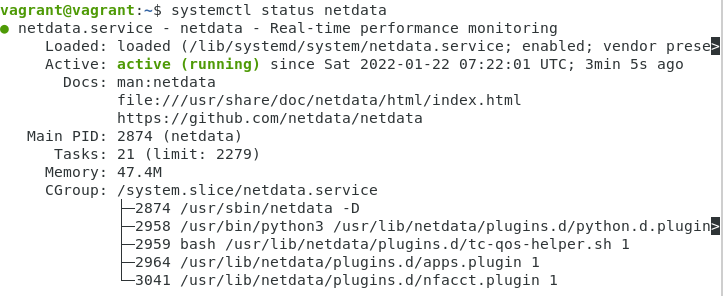 vagrant@vagrant:~$ systemctl status netdata
● netdata.service - netdata - Real-time performance monitoring
Loaded: loaded (/lib/systemd/system/netdata.service; enabled; vendor prese>
Active: active (running) since Sat 2022-01-22 07:22:01 UTC; 3min 5s ago
Docs: man:netdata
file:///usr/share/doc/netdata/html/index.html
https://github.com/netdata/netdata
Main PID: 2874 (netdata)
Tasks: 21 (limit: 2279)
Memory: 47.4M
CGroup: /system.slice/netdata.service
├─2874 /usr/sbin/netdata -D
├─2958 /usr/bin/python3 /usr/lib/netdata/plugins.d/python.d.plugin>
├─2959 bash /usr/lib/netdata/plugins.d/tc-qos-helper.sh 1
├─2964 /usr/lib/netdata/plugins.d/apps.plugin 1
└─3041 /usr/lib/netdata/plugins.d/nfacct.plugin 1